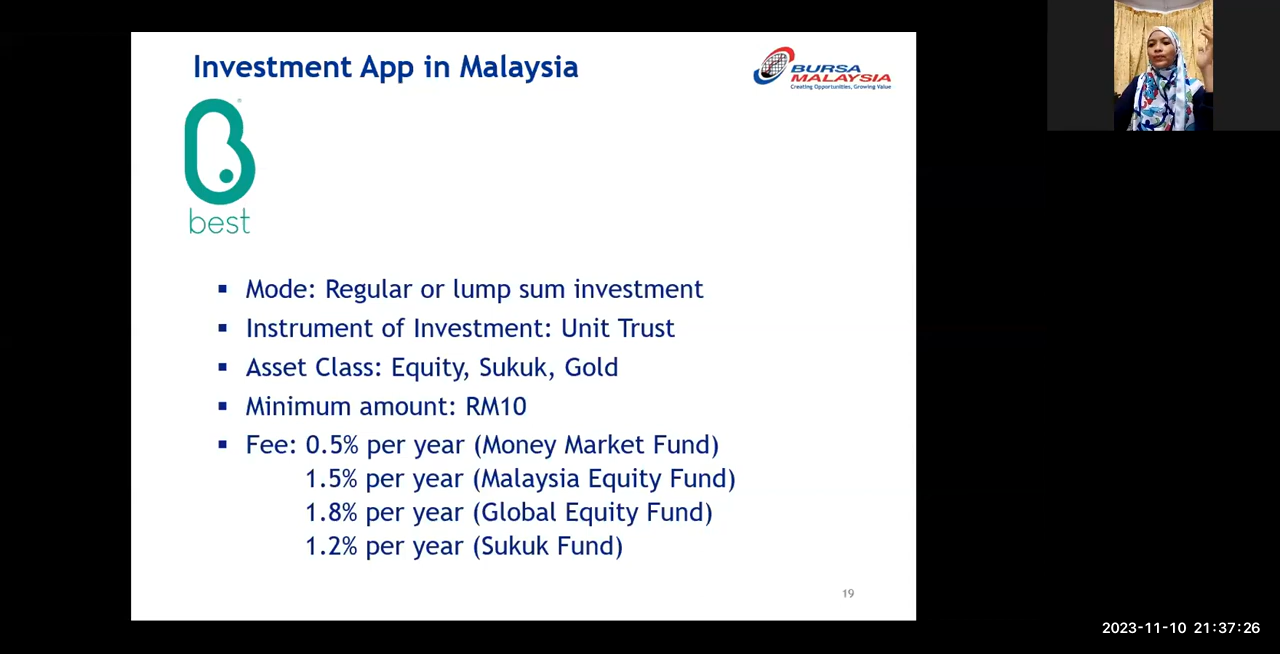 Investment App in Malaysia
BURSA
MALAYSIA
Creating Opportunities, Growing Value
best
▪ Mode: Regular or lump sum investment
▪ Instrument of Investment: Unit Trust
▪ Asset Class: Equity, Sukuk, Gold
▪ Minimum amount: RM10
▪ Fee: 0.5% per year (Money Market Fund)
1.5% per year (Malaysia Equity Fund)
1.8% per year (Global Equity Fund)
1.2% per year (Sukuk Fund)
19
2023-11-10 21:37:26